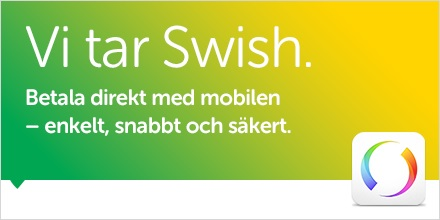 Vi tar Swish.
Betala direkt med mobilen
– enkelt, snabbt och säkert.